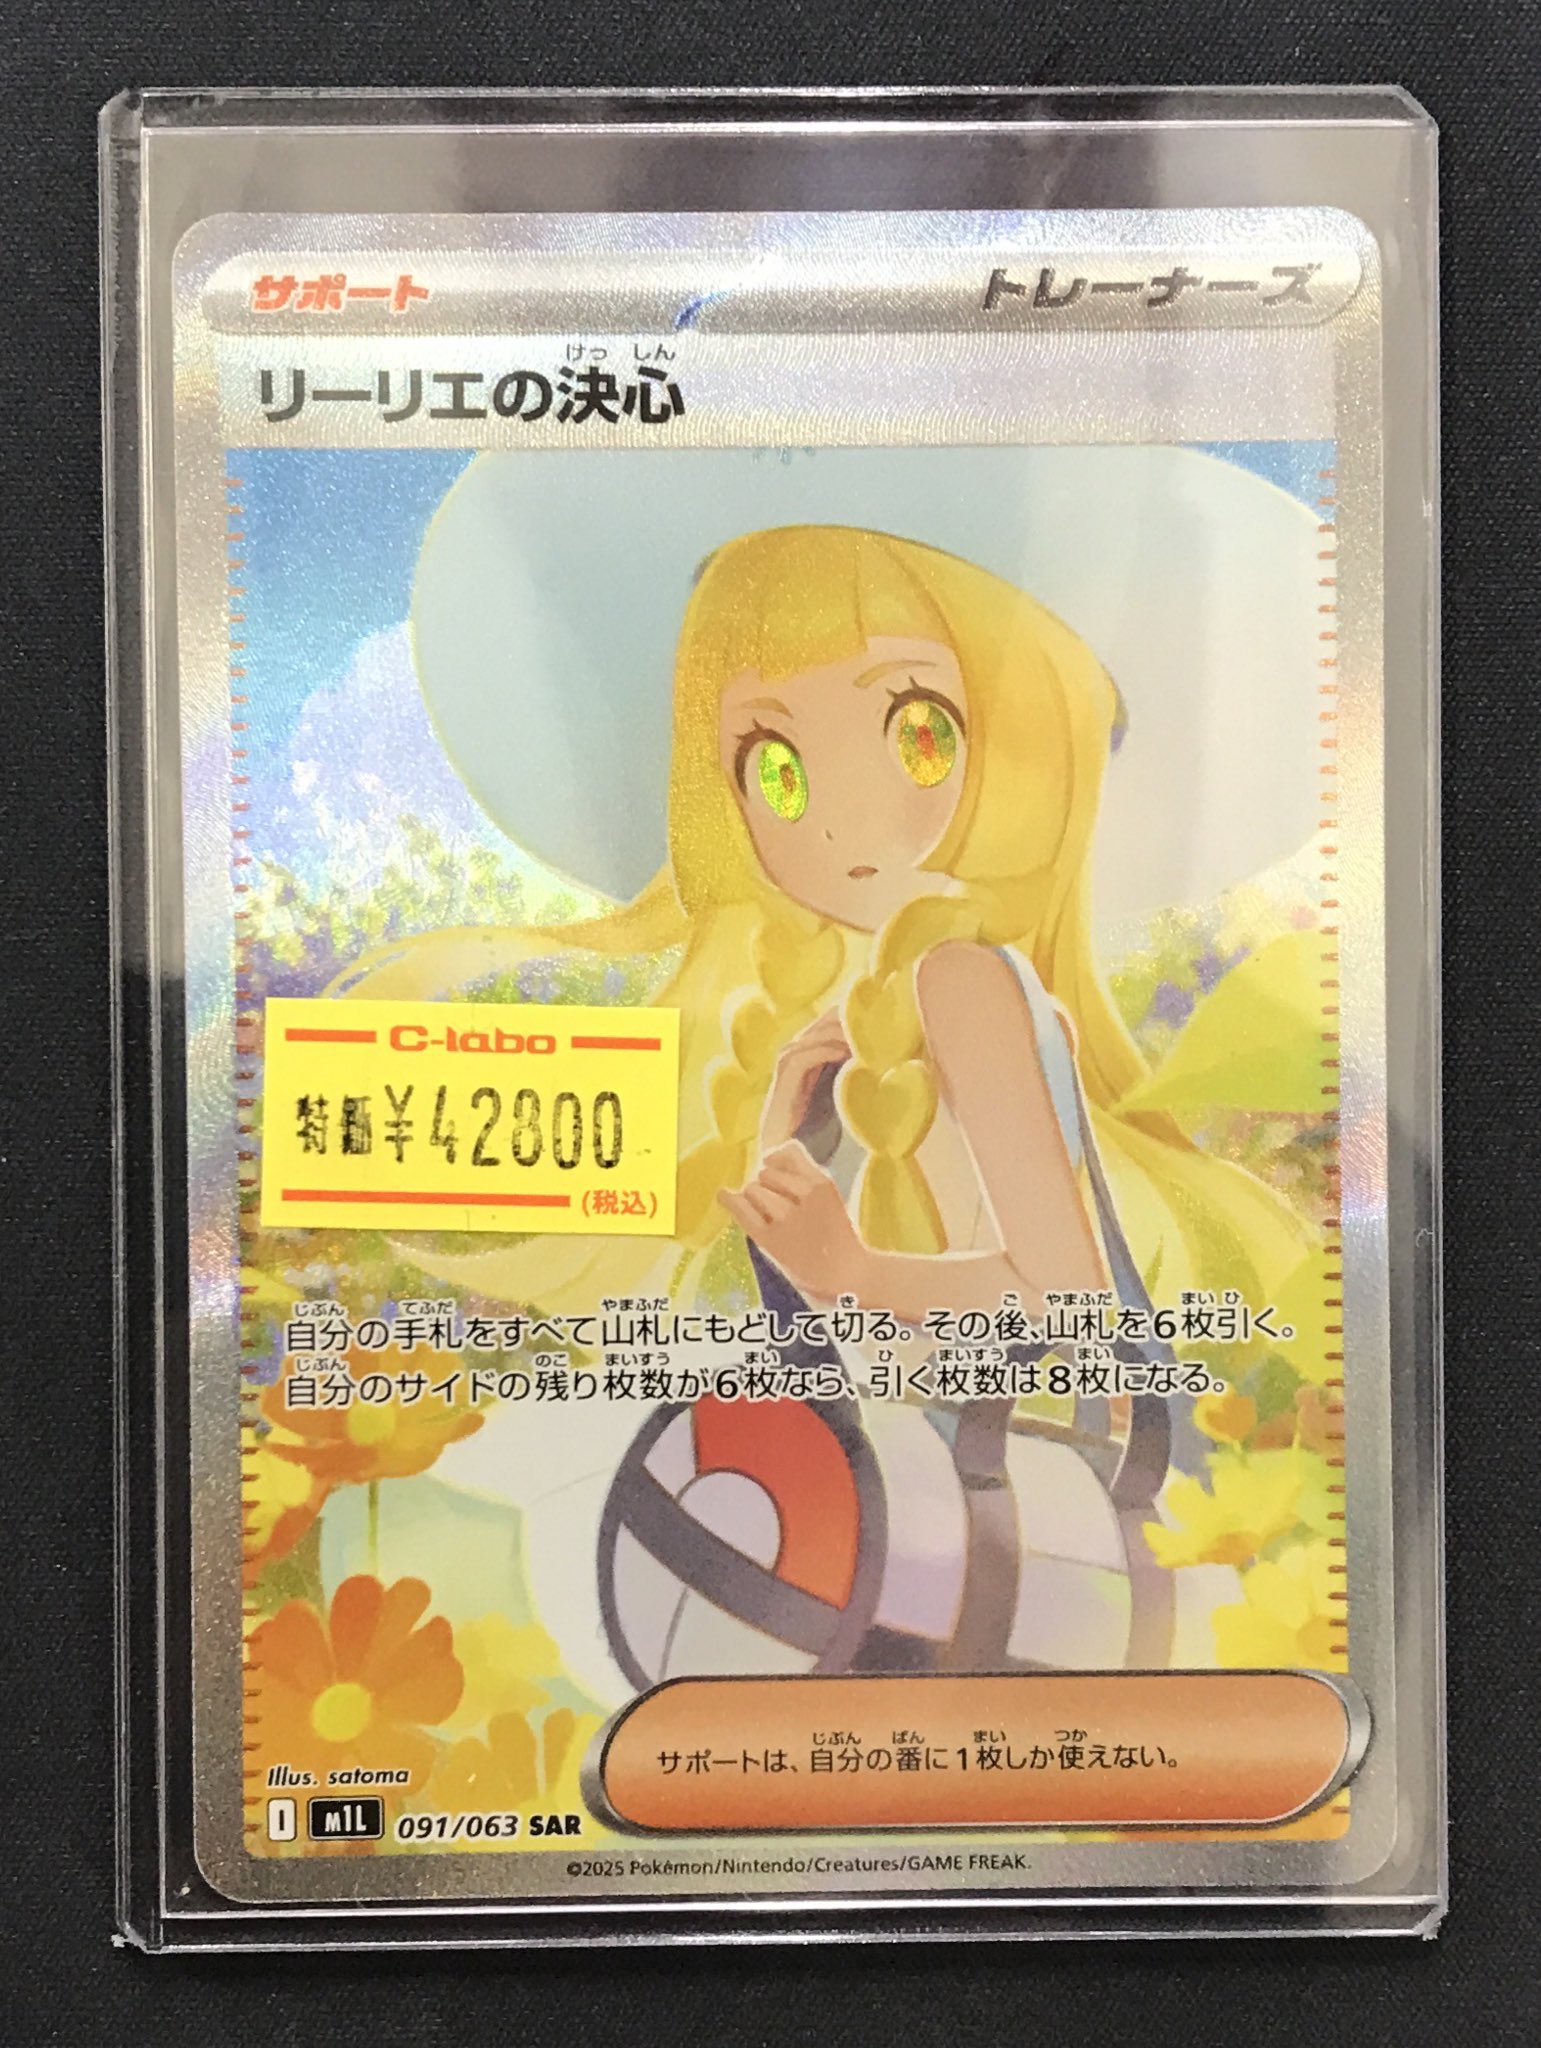 サポート トレーナーズ
けっ しん
リーリエの決心
C-labo
特価¥42800
(税込)
じぶん てふだ やまふだ き ご やまふだ まい ひ
自分の手札をすべて山札にもどして切る。その後、山札を6枚引く。
じぶん のこ まいすう まい ひ まいすう まい
自分のサイドの残り枚数が6枚なら、引く枚数は8枚になる。
じぶん ばん まい つか
サポートは、自分の番に1枚しか使えない。
Illus. satoma
I M1L 091/063 SAR
©2025 Pokémon/Nintendo/Creatures/GAME FREAK.